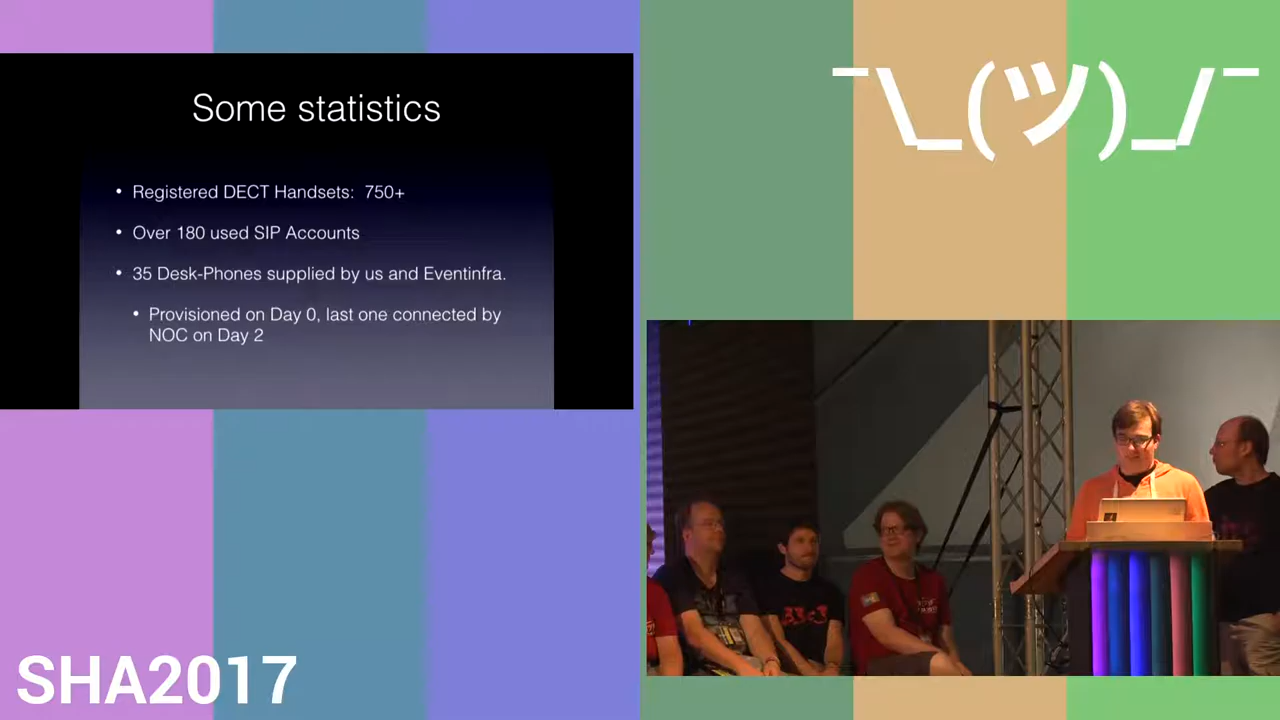 Some statistics
• Registered DECT Handsets: 750+
• Over 180 used SIP Accounts
• 35 Desk-Phones supplied by us and Eventinfra.
• Provisioned on Day 0, last one connected by
NOC on Day 2
¯\_(ツ)_/¯
SHA2017